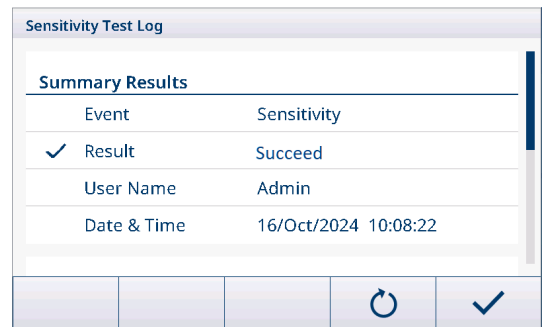 Sensitivity Test Log
Summary Results
Event Sensitivity
Result Succeed
User Name Admin
Date & Time 16/Oct/2024 10:08:22